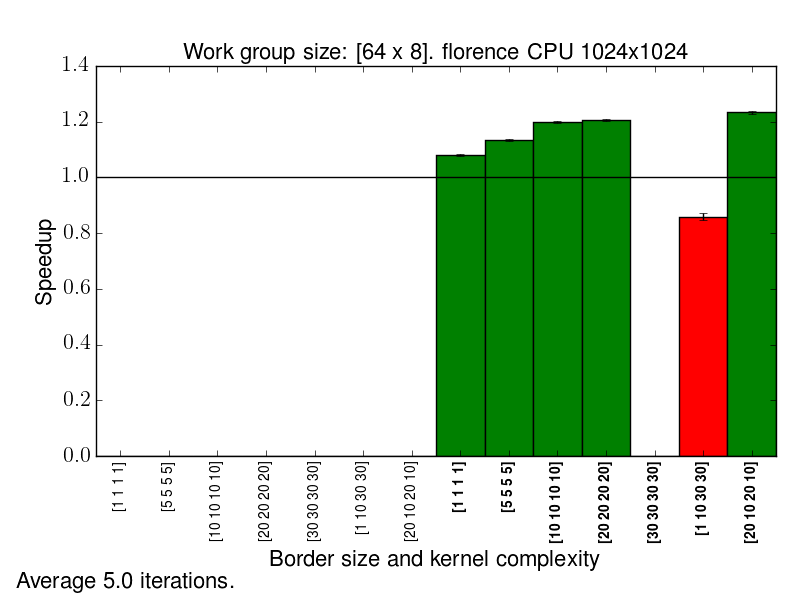 Work group size: [64 x 8]. florence CPU 1024x1024
1.4
1.2
1.0
0.8
0.6
0.4
0.2
0.0
Speedup
[1 1 1 1]
[5 5 5 5]
[10 10 10 10]
[20 20 20 20]
[30 30 30 30]
[1 10 30 30]
[20 10 20 10]
[1 1 1 1]
[5 5 5 5]
[10 10 10 10]
[20 20 20 20]
[30 30 30 30]
[1 10 30 30]
[20 10 20 10]
Border size and kernel complexity
Average 5.0 iterations.